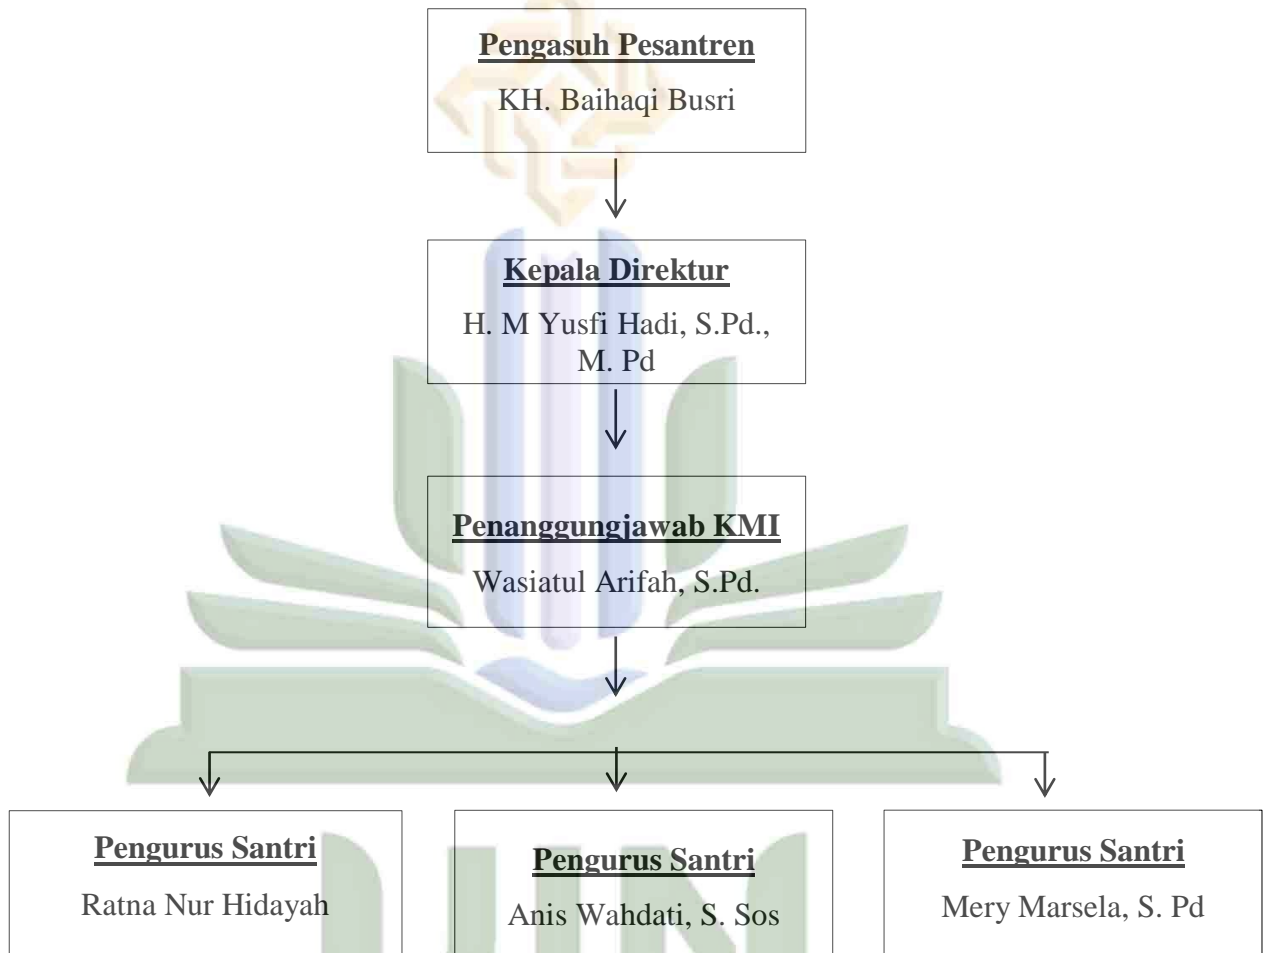 Pengasuh Pesantren
KH. Baihaqi Busri
Kepala Direktur
H. M Yusfi Hadi, S.Pd.,
M. Pd
Penanggungjawab KMI
Wasiatul Arifah, S.Pd.
Pengurus Santri
Ratna Nur Hidayah
Pengurus Santri
Anis Wahdati, S. Sos
Pengurus Santri
Mery Marsela, S. Pd
UIN